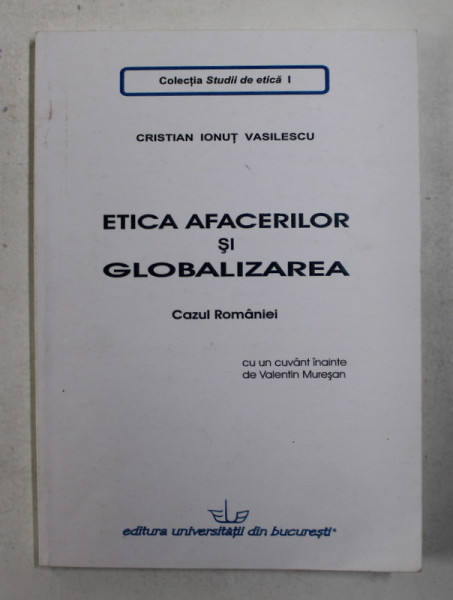 Colecția Studii de etică I
CRISTIAN IONUȚ VASILESCU
ETICA AFACERILOR
ȘI
GLOBALIZAREA
Cazul României
cu un cuvânt înainte
de Valentin Mureșan
editura universității din bucurești®